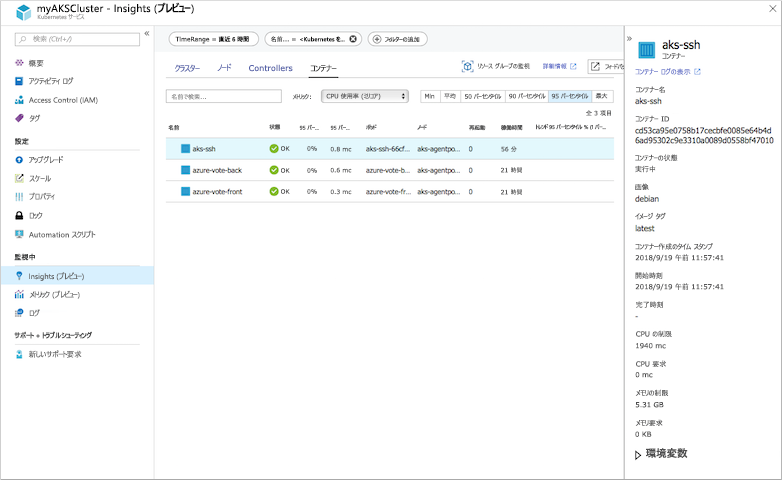 myAKSCluster - Insights (プレビュー)
Kubernetes サービス
検索 (Ctrl+/)
概要
アクティビティ ログ
Access Control (IAM)
タグ
設定
アップグレード
スケール
プロパティ
ロック
Automation スクリプト
監視中
Insights (プレビュー)
メトリック (プレビュー)
ログ
サポート + トラブルシューティング
新しいサポート要求
TimeRange = 直近 6 時間
名前... = <Kubernetes を...
フィルターの追加
クラスター ノード Controllers コンテナー
リソース グループの監視 詳細情報
名前で検索...
メトリック: CPU 使用率 (ミリコア)
Min 平均 50 パーセンタイル 90 パーセンタイル 95 パーセンタイル 最大
全 3 項目
名前 状態 95 パー... 95 パー... ポッド ノード 再起動 稼働時間 トレンド 95 パーセンタイル % (1 バー...
aks-ssh OK 0% 0.8 mc aks-ssh-66cf... aks-agentpo... 0 56 分
azure-vote-back OK 0% 0.6 mc azure-vote-b... aks-agentpo... 0 21 時間
azure-vote-front OK 0% 0.3 mc azure-vote-fr... aks-agentpo... 0 21 時間
aks-ssh
コンテナー
コンテナー ログの表示
コンテナー名
aks-ssh
コンテナー ID
cd53ca95e0758b17cecbfe0085e64b4d
6ad95302c9e3310a0089d0558bf47010
コンテナーの状態
実行中
画像
debian
イメージ タグ
latest
コンテナー作成のタイム スタンプ
2018/9/19 午前 11:57:41
開始時刻
2018/9/19 午前 11:57:41
完了時刻
-
CPU の制限
1940 mc
CPU 要求
0 mc
メモリの制限
5.31 GB
メモリ要求
0 KB
環境変数